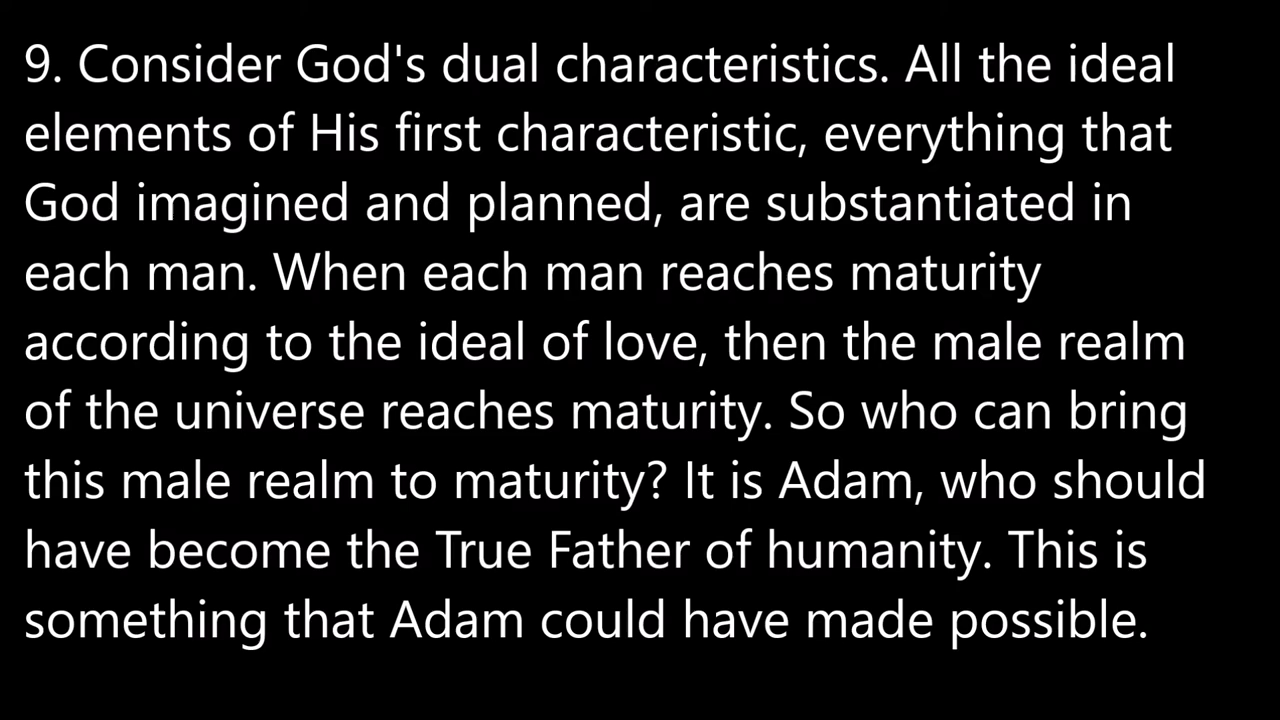 9. Consider God's dual characteristics. All the ideal
elements of His first characteristic, everything that
God imagined and planned, are substantiated in
each man. When each man reaches maturity
according to the ideal of love, then the male realm
of the universe reaches maturity. So who can bring
this male realm to maturity? It is Adam, who should
have become the True Father of humanity. This is
something that Adam could have made possible.